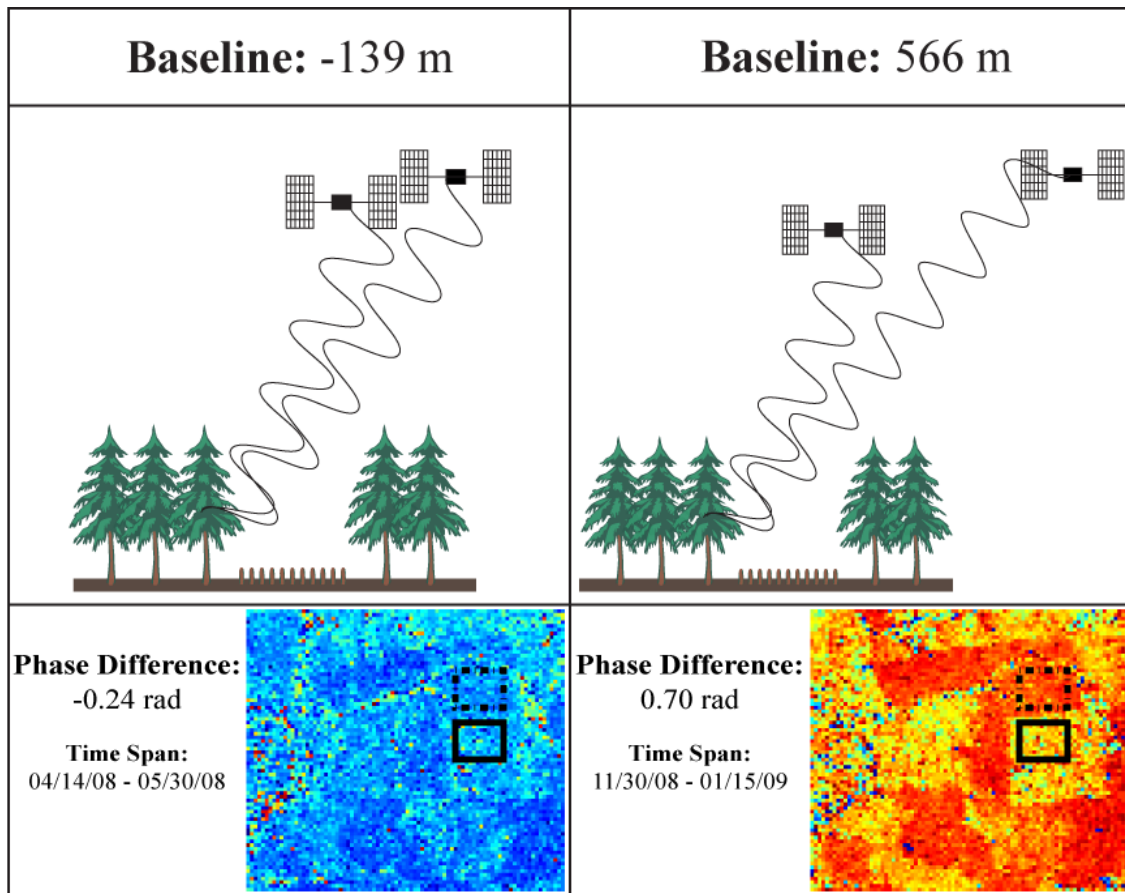 Baseline: -139 m
Baseline: 566 m
Phase Difference:
-0.24 rad
Time Span:
04/14/08 - 05/30/08
Phase Difference:
0.70 rad
Time Span:
11/30/08 - 01/15/09